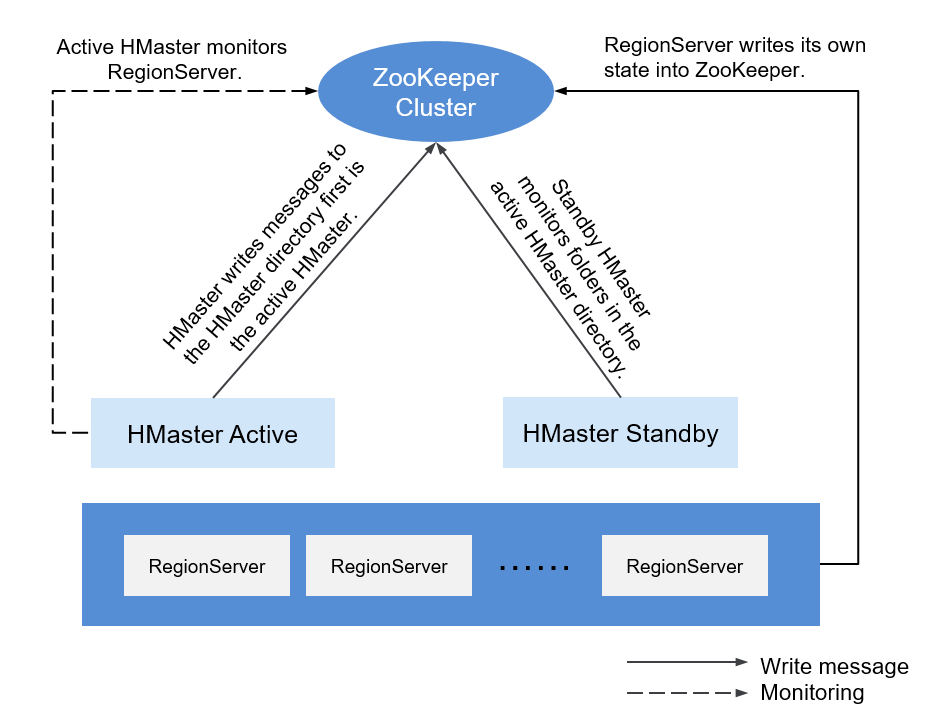 Active HMaster monitors
RegionServer.
ZooKeeper
Cluster
RegionServer writes its own
state into ZooKeeper.
HMaster writes messages to
the HMaster directory first is
the active HMaster.
Standby HMaster
monitors folders in the
active HMaster directory.
HMaster Active
HMaster Standby
RegionServer
RegionServer
......
RegionServer
Write message
Monitoring